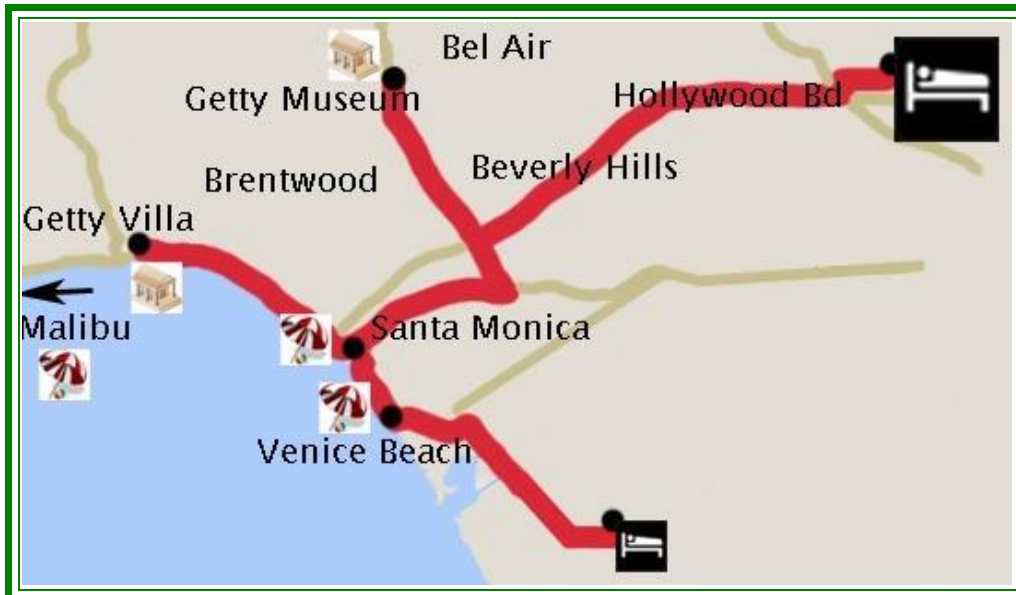 Bel Air
Getty Museum
Hollywood Bd
Beverly Hills
Brentwood
Getty Villa
Malibu
Santa Monica
Venice Beach